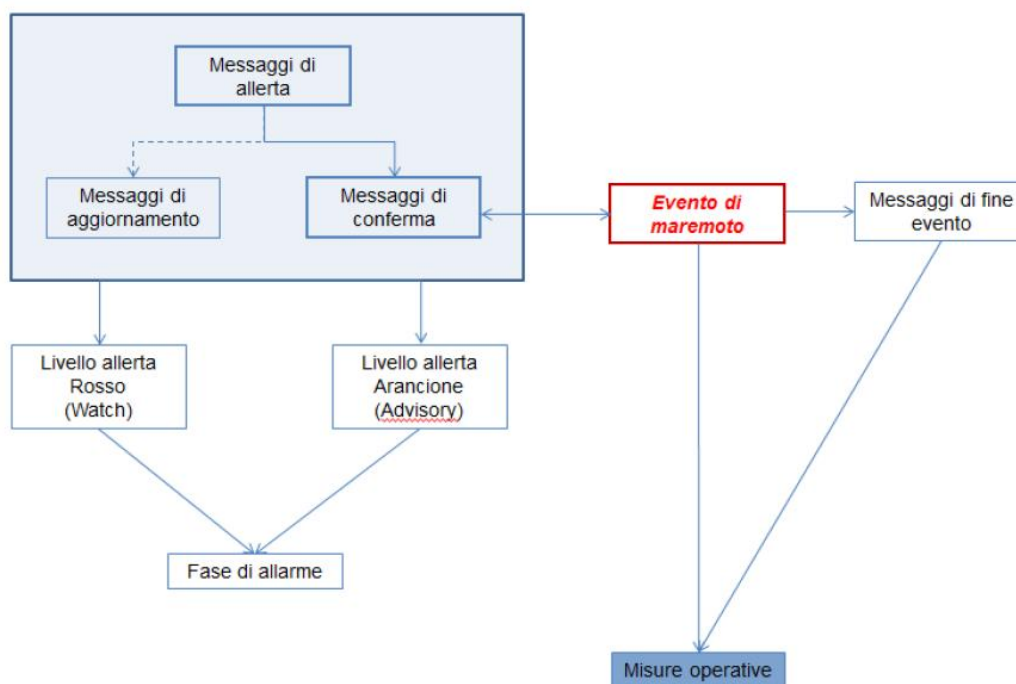 Messaggi di
allerta
Messaggi di
aggiornamento
Messaggi di
conferma
Evento di
maremoto
Messaggi di fine
evento
Livello allerta
Rosso
(Watch)
Livello allerta
Arancione
(Advisory)
Fase di allarme
Misure operative